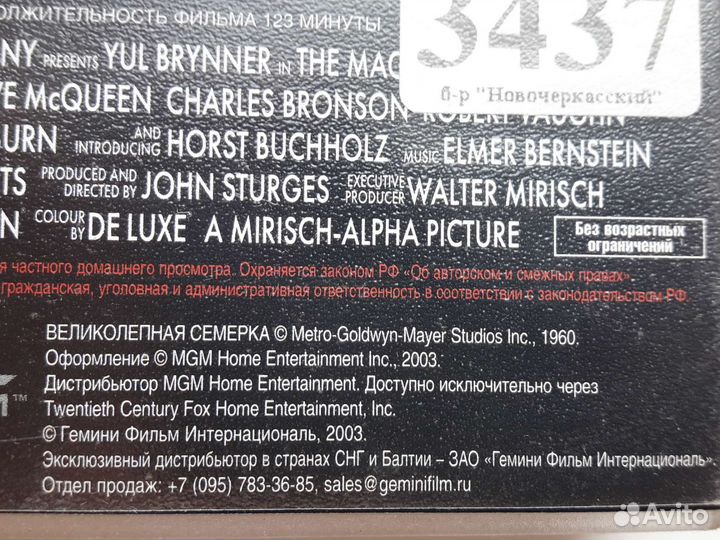 ДОЛЖИТЕЛЬНОСТЬ ФИЛЬМА 123 МИНУТЫ
3437
б-р "Новочеркасский"
NY PRESENTS YUL BRYNNER IN THE MAG
VE McQUEEN CHARLES BRONSON ROBERT VAUGHN
BURN AND INTRODUCING HORST BUCHHOLZ MUSIC ELMER BERNSTEIN
TS PRODUCED AND DIRECTED BY JOHN STURGES EXECUTIVE PRODUCER WALTER MIRISCH
N COLOUR BY DE LUXE A MIRISCH-ALPHA PICTURE
Без возрастных
ограничений
я частного домашнего просмотра. Охраняется законом РФ «Об авторском и смежных правах».
гражданская, уголовная и административная ответственность в соответствии с законодательством РФ.
ВЕЛИКОЛЕПНАЯ СЕМЕРКА © Metro-Goldwyn-Mayer Studios Inc., 1960.
Оформление © MGM Home Entertainment Inc., 2003.
Дистрибьютор MGM Home Entertainment. Доступно исключительно через
Twentieth Century Fox Home Entertainment, Inc.
© Гемини Фильм Интернациональ, 2003.
Эксклюзивный дистрибьютор в странах СНГ и Балтии – ЗАО «Гемини Фильм Интернациональ».
Отдел продаж: +7 (095) 783-36-85, sales@geminifilm.ru
TM
Avito